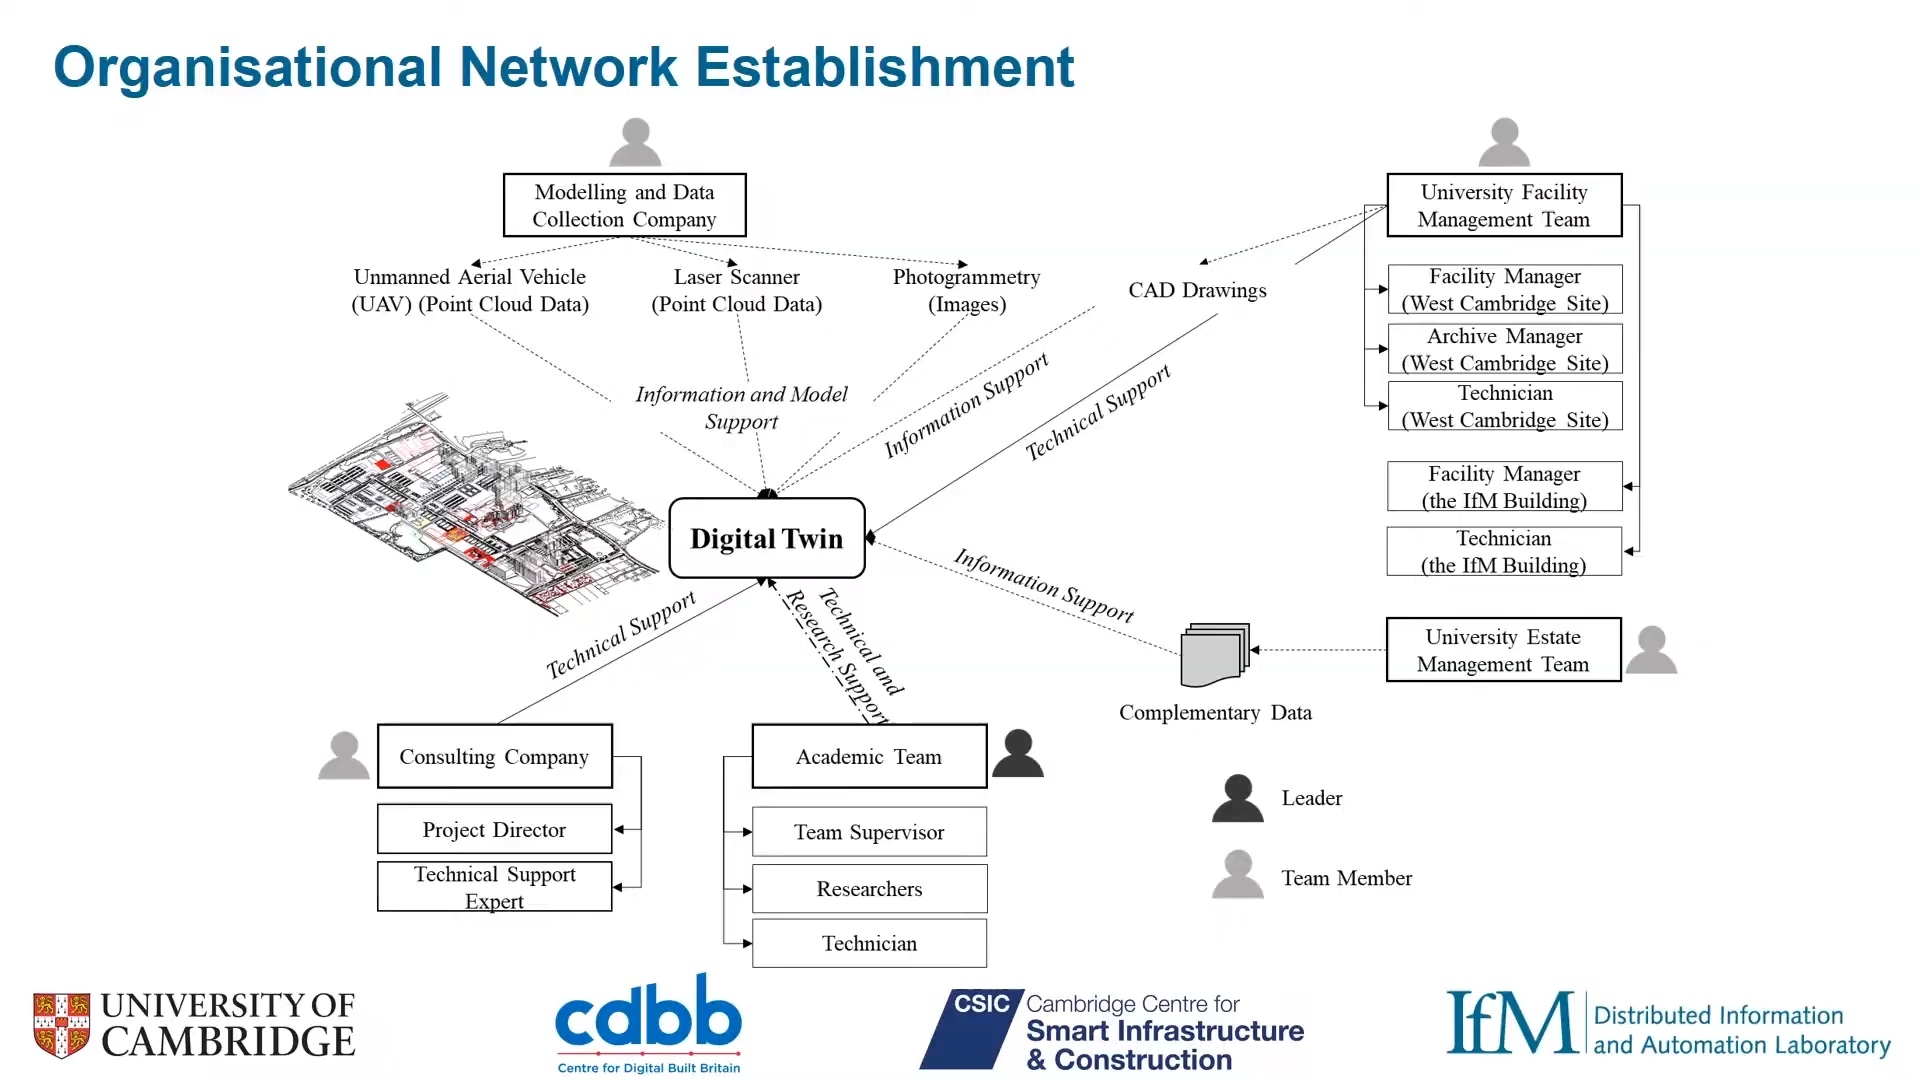 Organisational Network Establishment
Modelling and Data
Collection Company
University Facility
Management Team
Unmanned Aerial Vehicle
(UAV) (Point Cloud Data)
Laser Scanner
(Point Cloud Data)
Photogrammetry
(Images)
CAD Drawings
Facility Manager
(West Cambridge Site)
Archive Manager
(West Cambridge Site)
Technician
(West Cambridge Site)
Information and Model
Support
Information Support
Technical Support
Facility Manager
(the IfM Building)
Technician
(the IfM Building)
Digital Twin
Information Support
Technical Support
Technical and
Research Support
University Estate
Management Team
Complementary Data
Consulting Company
Project Director
Technical Support
Expert
Academic Team
Team Supervisor
Researchers
Technician
Leader
Team Member
UNIVERSITY OF
CAMBRIDGE
cdbb
Centre for Digital Built Britain
CSIC
Cambridge Centre for
Smart Infrastructure
& Construction
IfM
Distributed Information
and Automation Laboratory